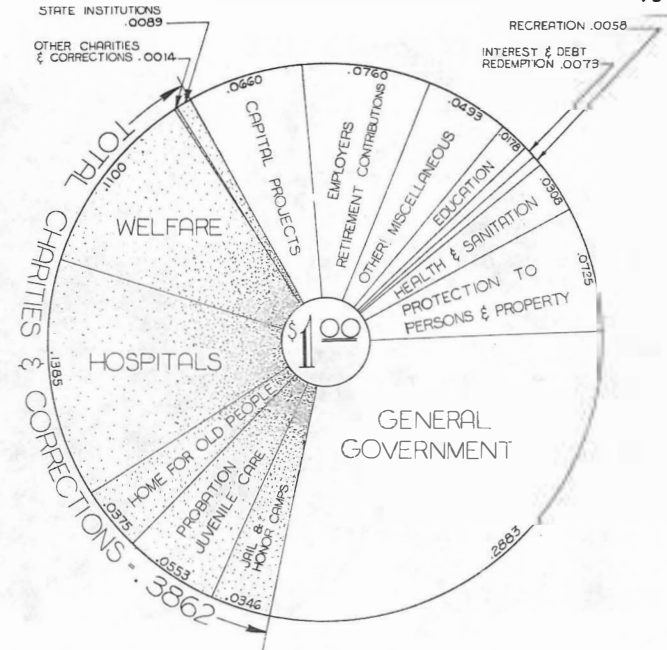 STATE INSTITUTIONS
.0089
OTHER CHARITIES
& CORRECTIONS .0014
RECREATION .0058
INTEREST & DEBT
REDEMPTION .0073
TOTAL CHARITIES & CORRECTIONS - .3862
.0660
CAPITAL PROJECTS
.0760
EMPLOYERS
RETIREMENT CONTRIBUTIONS
.0493
OTHER MISCELLANEOUS
.0178
EDUCATION
.0308
HEALTH & SANITATION
.0725
PROTECTION TO
PERSONS & PROPERTY
$1.00
GENERAL
GOVERNMENT
.2883
.0346
JAIL &
HONOR CAMPS
.0553
PROBATION
JUVENILE CARE
.0375
HOME FOR OLD PEOPLE
.1385
HOSPITALS
.1100
WELFARE